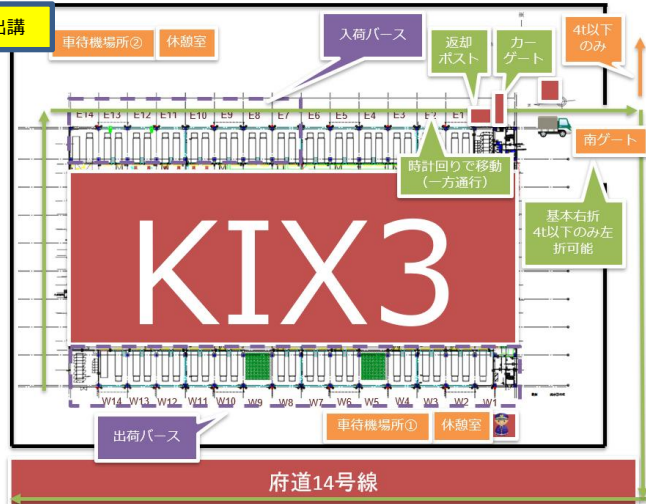 出講
車待機場所②
休憩室
入荷バース
返却
ポスト
カー
ゲート
4t以下
のみ
E14 E13 E12 E11 E10 E9 E8 E7 E6 E5 E4 E3 E2 E1
南ゲート
時計回りで移動
(一方通行)
基本右折
4t以下のみ左
折可能
KIX3
W14 W13 W12 W11 W10 W9 W8 W7 W6 W5 W4 W3 W2 W1
出荷バース
車待機場所①
休憩室
府道14号線